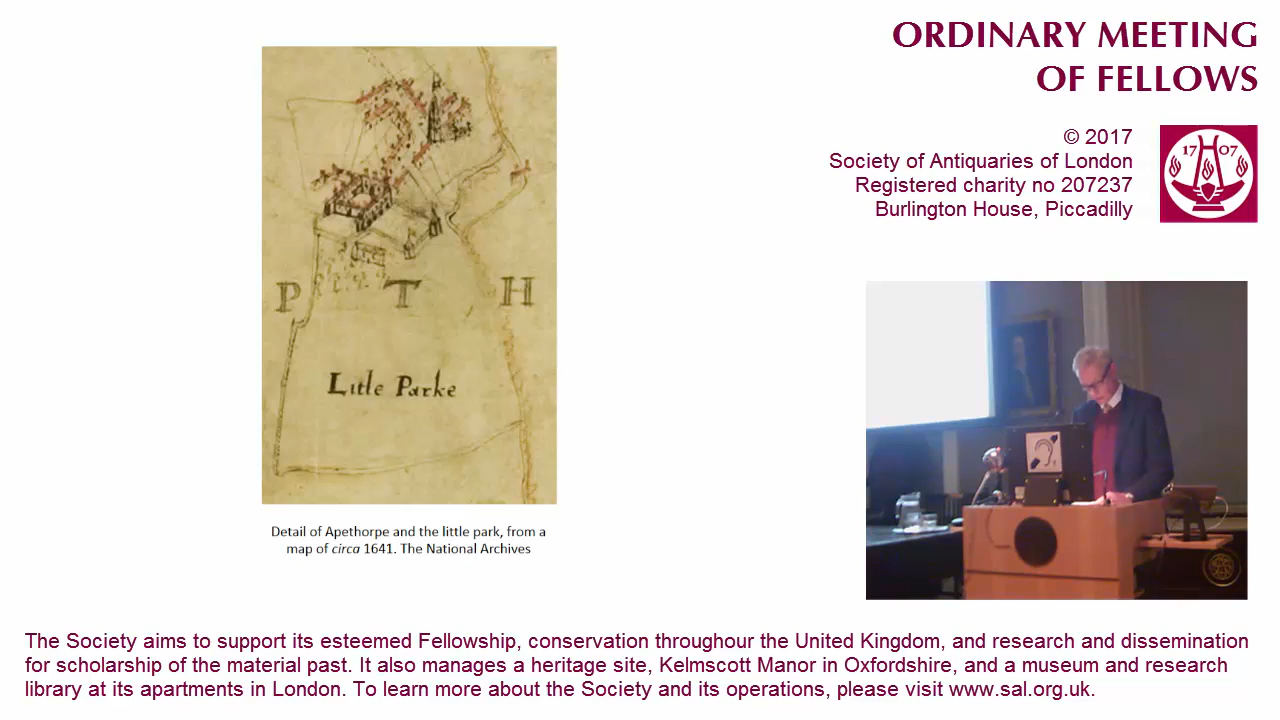 ORDINARY MEETING
OF FELLOWS
© 2017
Society of Antiquaries of London
Registered charity no 207237
Burlington House, Piccadilly
17 07
P T H
Litle Parke
Detail of Apethorpe and the little park, from a
map of circa 1641. The National Archives
The Society aims to support its esteemed Fellowship, conservation throughour the United Kingdom, and research and dissemination
for scholarship of the material past. It also manages a heritage site, Kelmscott Manor in Oxfordshire, and a museum and research
library at its apartments in London. To learn more about the Society and its operations, please visit www.sal.org.uk.